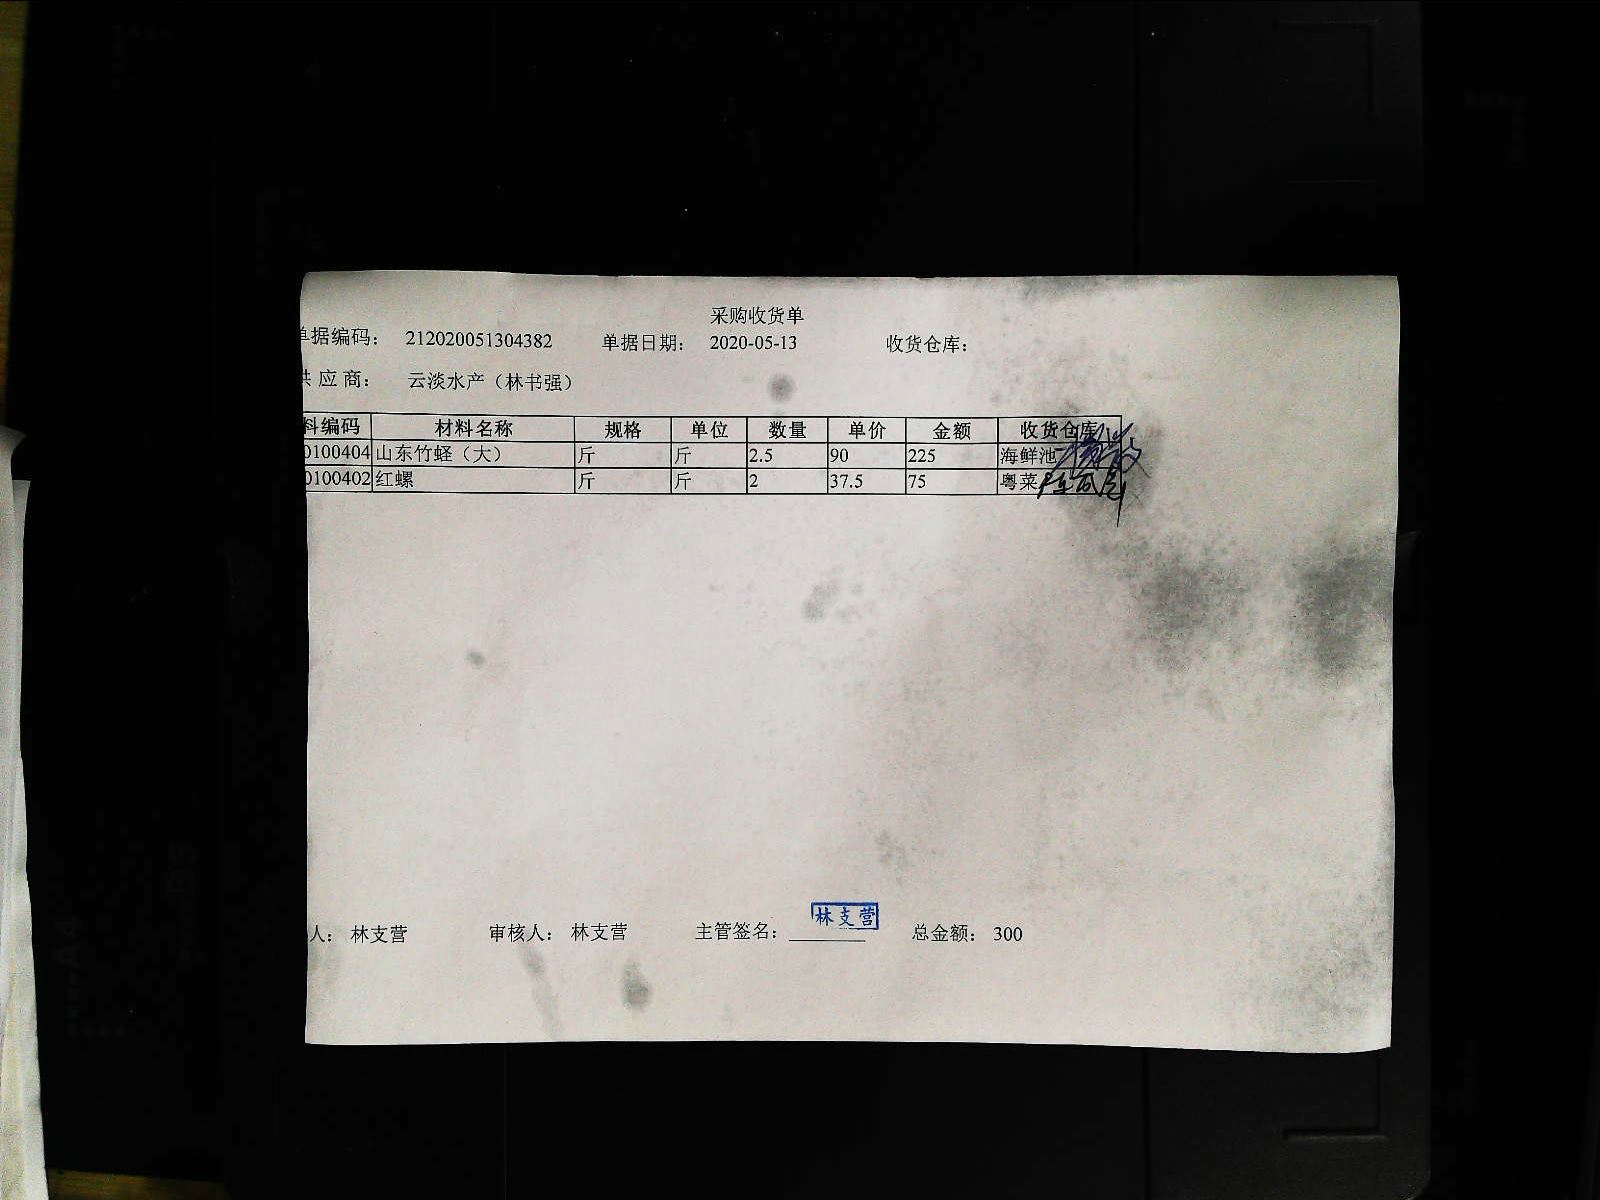 采购收货单
单据编码： 212020051304382 单据日期： 2020-05-13 收货仓库：
供 应 商： 云淡水产（林书强）
料编码 材料名称 规格 单位 数量 单价 金额 收货仓库
0100404 山东竹蛏（大） 斤 斤 2.5 90 225 海鲜池
0100402 红螺 斤 斤 2 37.5 75 粤菜
人： 林支营 审核人： 林支营 主管签名： 林支营 总金额： 300